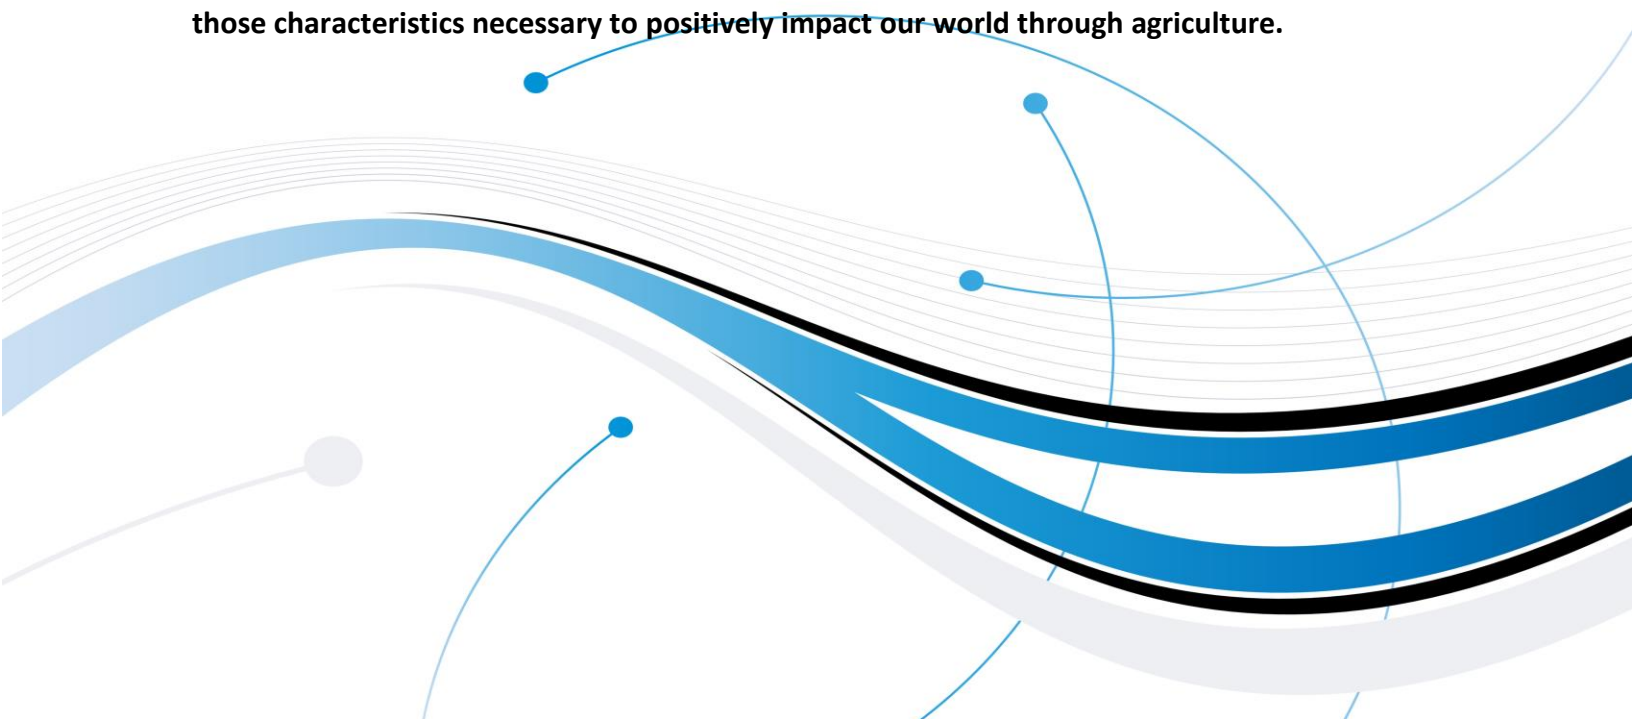 those characteristics necessary to positively impact our world through agriculture.